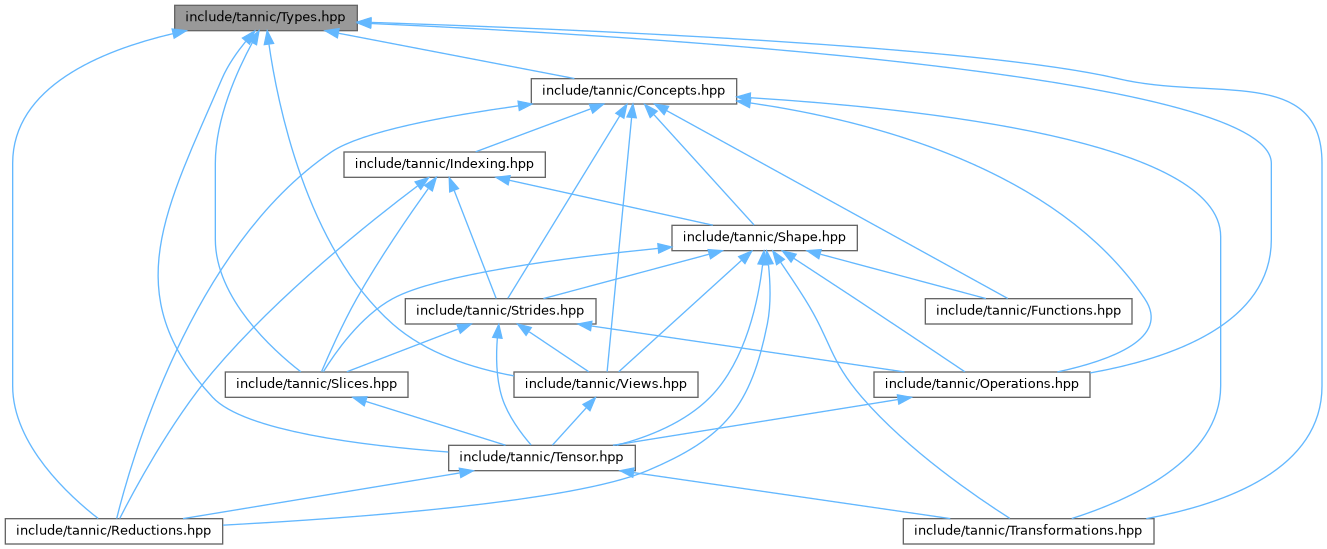 include/tannic/Types.hpp
include/tannic/Concepts.hpp
include/tannic/Indexing.hpp
include/tannic/Shape.hpp
include/tannic/Strides.hpp
include/tannic/Functions.hpp
include/tannic/Slices.hpp
include/tannic/Views.hpp
include/tannic/Operations.hpp
include/tannic/Tensor.hpp
include/tannic/Reductions.hpp
include/tannic/Transformations.hpp